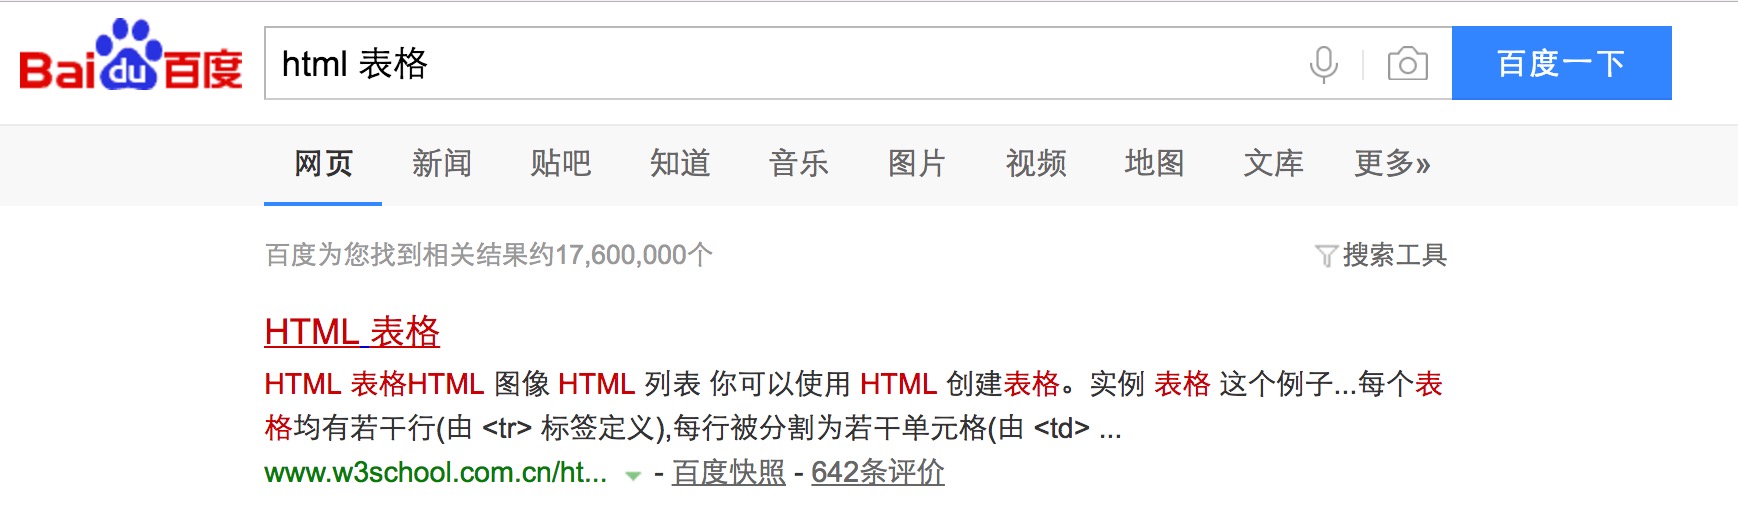 Baidu百度 html 表格 百度一下
网页 新闻 贴吧 知道 音乐 图片 视频 地图 文库 更多»
百度为您找到相关结果约17,600,000个 搜索工具
HTML 表格
HTML 表格HTML 图像 HTML 列表 你可以使用 HTML 创建表格。实例 表格 这个例子...每个表
格均有若干行(由 <tr> 标签定义),每行被分割为若干单元格(由 <td> ...
www.w3school.com.cn/ht... - 百度快照 - 642条评价